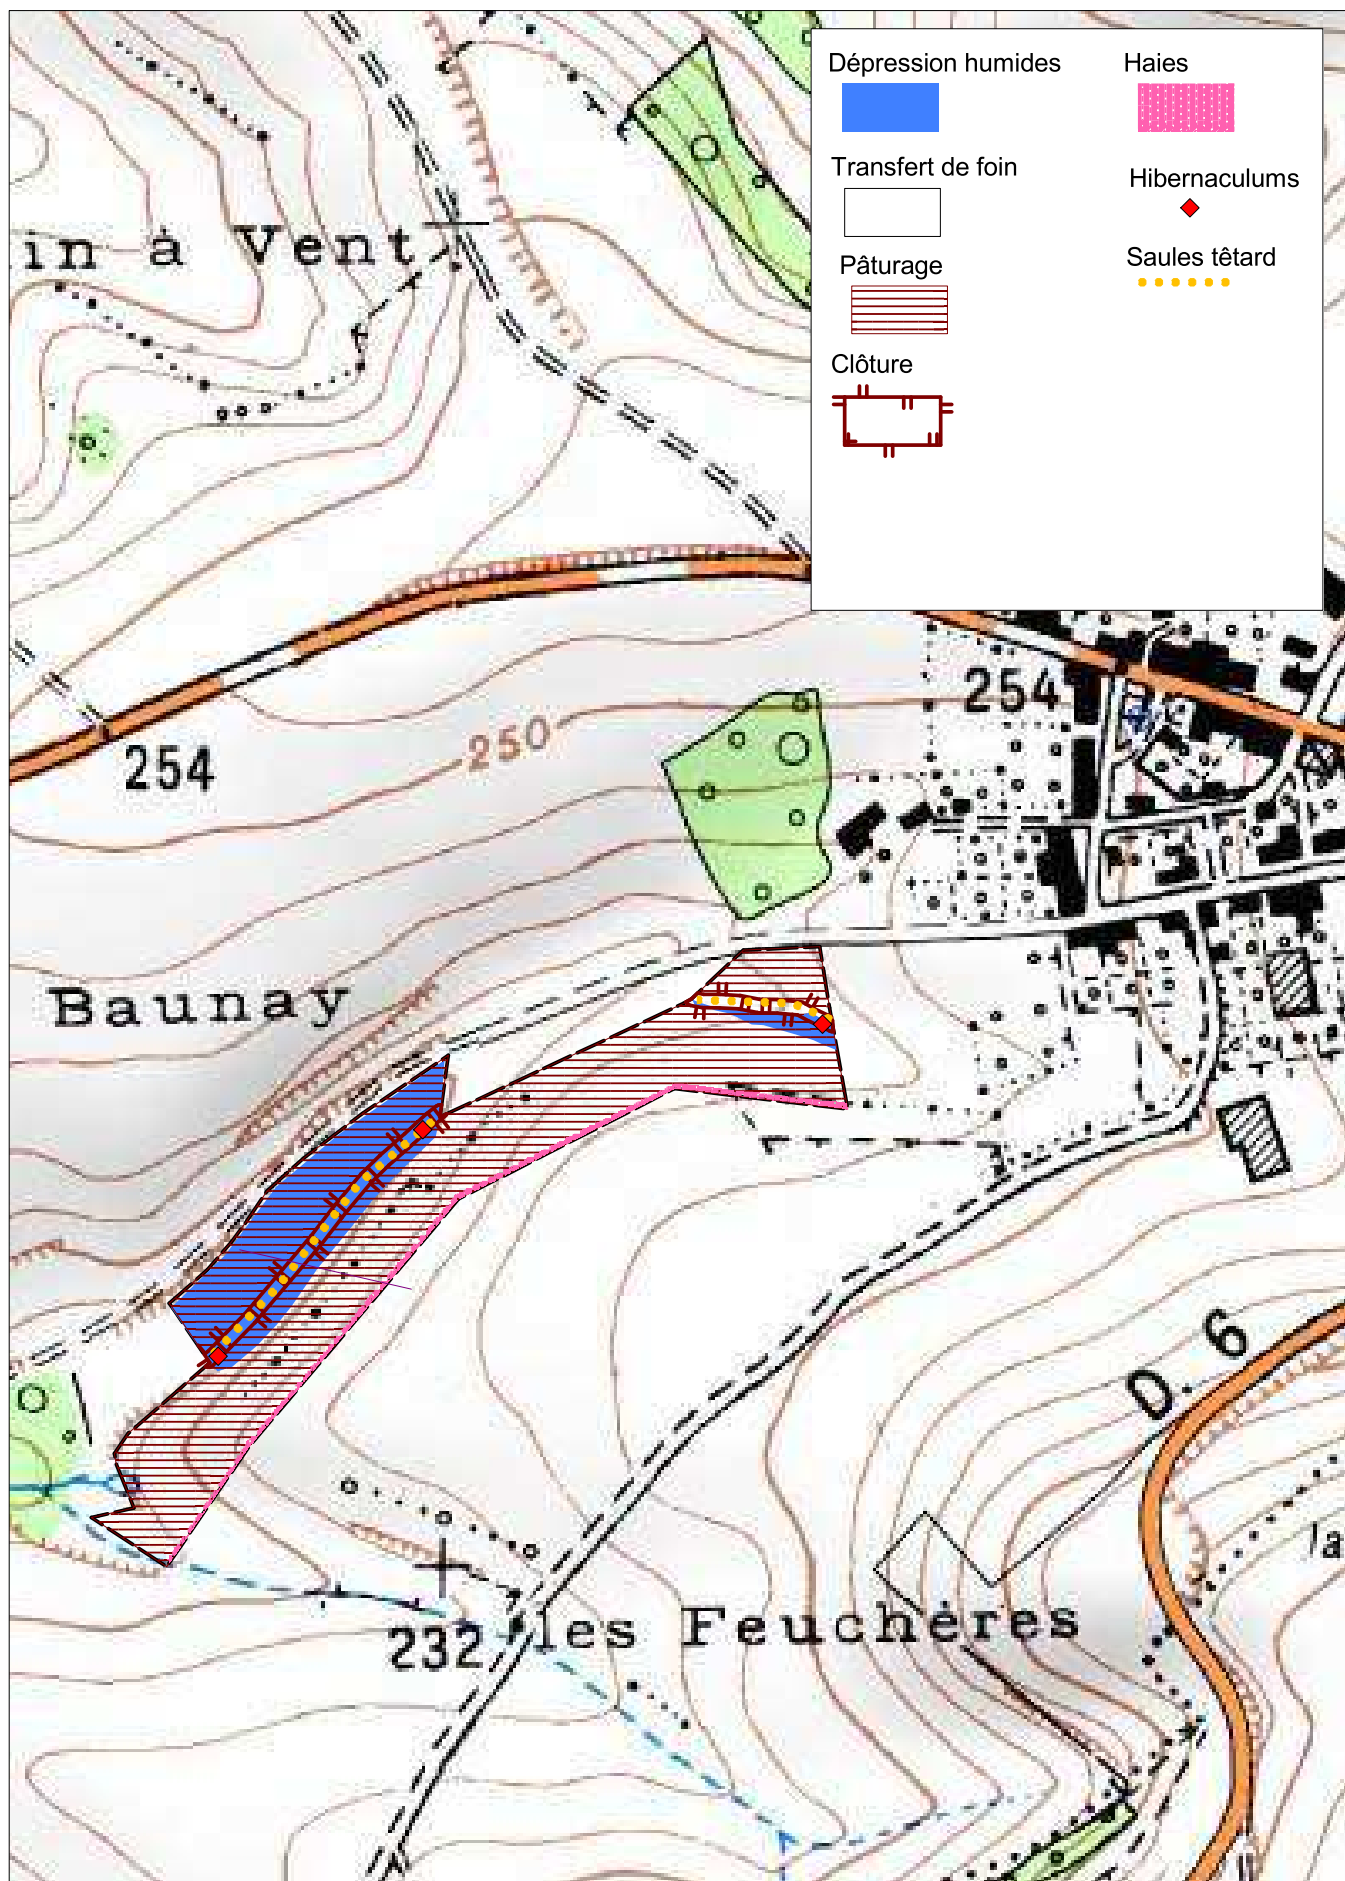 Dépression humides
Haies
Transfert de foin
Hibernaculums
Pâturage
Saules têtard
Clôture
in à Vent
254
250
254
Baunay
D. 6
la
les Feuchères
232